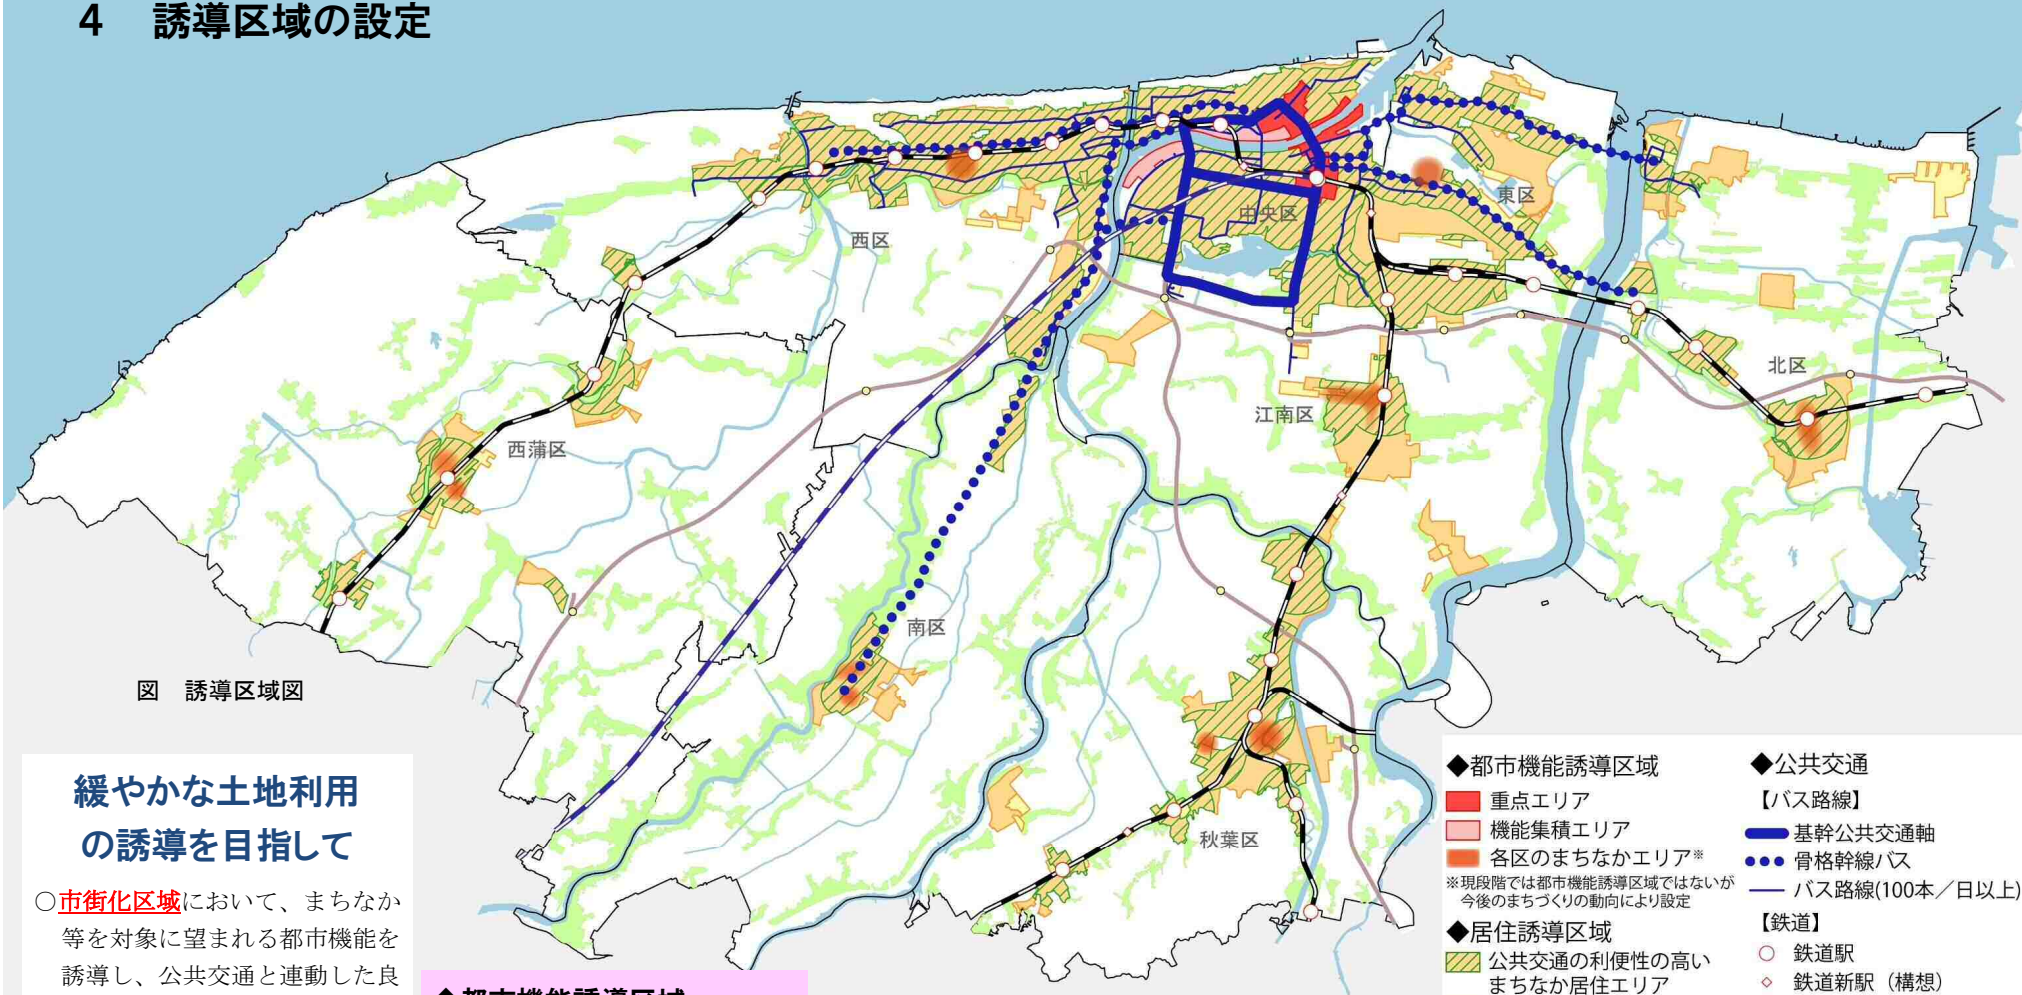 4 誘導区域の設定
東区
中央区
西区
北区
江南区
西蒲区
南区
秋葉区
図 誘導区域図
緩やかな土地利用
の誘導を目指して
○市街化区域において、まちなか
等を対象に望まれる都市機能を
誘導し、公共交通と連動した良
◆都市機能誘導区域
◆都市機能誘導区域
重点エリア
機能集積エリア
各区のまちなかエリア※
※現段階では都市機能誘導区域ではないが
今後のまちづくりの動向により設定
◆居住誘導区域
公共交通の利便性の高い
まちなか居住エリア
◆公共交通
【バス路線】
基幹公共交通軸
骨格幹線バス
バス路線(100本／日以上)
【鉄道】
鉄道駅
鉄道新駅（構想）